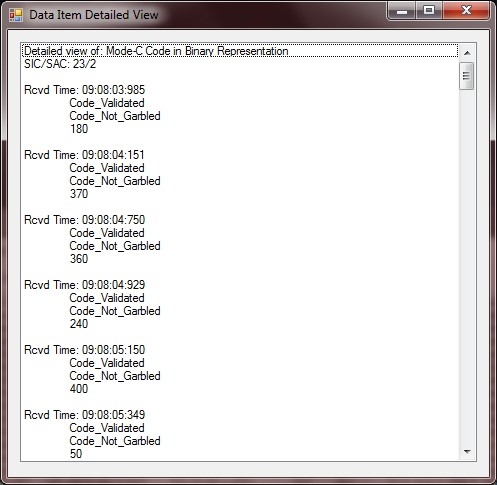 Data Item Detailed View
Detailed view of: Mode-C Code in Binary Representation
SIC/SAC: 23/2
Rcvd Time: 09:08:03:985
Code_Validated
Code_Not_Garbled
180
Rcvd Time: 09:08:04:151
Code_Validated
Code_Not_Garbled
370
Rcvd Time: 09:08:04:750
Code_Validated
Code_Not_Garbled
360
Rcvd Time: 09:08:04:929
Code_Validated
Code_Not_Garbled
240
Rcvd Time: 09:08:05:150
Code_Validated
Code_Not_Garbled
400
Rcvd Time: 09:08:05:349
Code_Validated
Code_Not_Garbled
50